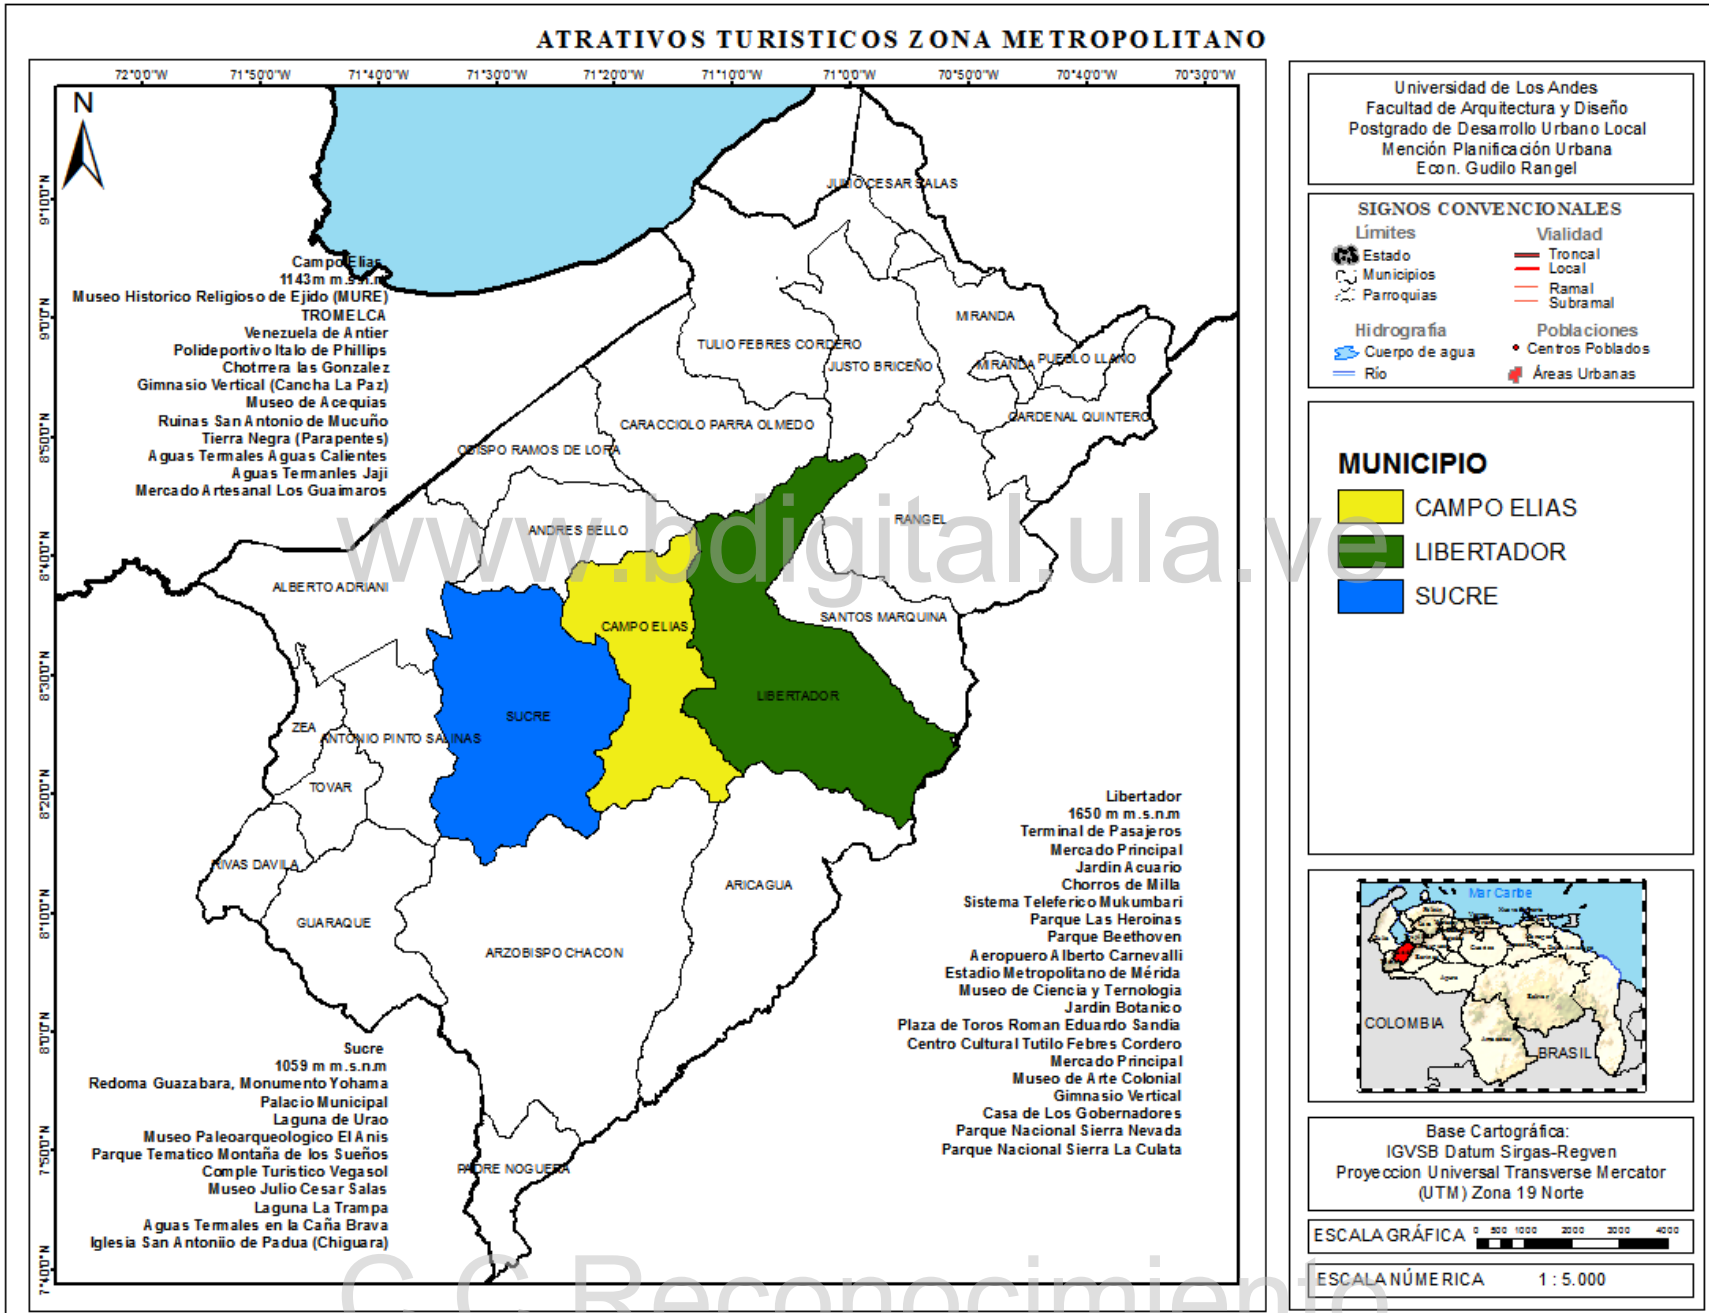 ATRATIVOS TURISTICOS ZONA METROPOLITANO
72°0'0"W 71°50'0"W 71°40'0"W 71°30'0"W 71°20'0"W 71°10'0"W 71°0'0"W 70°50'0"W 70°40'0"W 70°30'0"W
N
9°10'0"N
9°0'0"N
8°50'0"N
8°40'0"N
8°30'0"N
8°20'0"N
8°10'0"N
8°0'0"N
7°50'0"N
7°40'0"N
Campo Elias
1143m m.s.n.m
Museo Historico Religioso de Ejido (MURE)
TROMELCA
Venezuela de Antier
Polideportivo Italo de Phillips
Chotrrera las Gonzalez
Gimnasio Vertical (Cancha La Paz)
Museo de Acequias
Ruinas San Antonio de Mucuño
Tierra Negra (Parapentes)
Aguas Termales Aguas Calientes
Aguas Termanles Jaji
Mercado Artesanal Los Guaimaros
JULIO CESAR SALAS
MIRANDA
TULIO FEBRES CORDERO
JUSTO BRICEÑO
MIRANDA
PUEBLO LLANO
CARDENAL QUINTERO
CARACCIOLO PARRA OLMEDO
OBISPO RAMOS DE LORA
ANDRES BELLO
RANGEL
ALBERTO ADRIANI
SANTOS MARQUINA
CAMPO ELIAS
LIBERTADOR
SUCRE
ZEA
ANTONIO PINTO SALINAS
TOVAR
RIVAS DAVILA
GUARAQUE
ARICAGUA
ARZOBISPO CHACON
PADRE NOGUERA
www.bdigital.ula.ve
Libertador
1650 m m.s.n.m
Terminal de Pasajeros
Mercado Principal
Jardin Acuario
Chorros de Milla
Sistema Teleferico Mukumbari
Parque Las Heroinas
Parque Beethoven
Aeropuero Alberto Carnevalli
Estadio Metropolitano de Mérida
Museo de Ciencia y Ternologia
Jardin Botanico
Plaza de Toros Roman Eduardo Sandia
Centro Cultural Tutilo Febres Cordero
Mercado Principal
Museo de Arte Colonial
Gimnasio Vertical
Casa de Los Gobernadores
Parque Nacional Sierra Nevada
Parque Nacional Sierra La Culata
Sucre
1059 m m.s.n.m
Redoma Guazabara, Monumento Yohama
Palacio Municipal
Laguna de Urao
Museo Paleoarqueologico El Anis
Parque Tematico Montaña de los Sueños
Comple Turistico Vegasol
Museo Julio Cesar Salas
Laguna La Trampa
Aguas Termales en la Caña Brava
Iglesia San Antoniio de Padua (Chiguara)
C.C Reconocimiento
Universidad de Los Andes
Facultad de Arquitectura y Diseño
Postgrado de Desarrollo Urbano Local
Mención Planificación Urbana
Econ. Gudilo Rangel
SIGNOS CONVENCIONALES
Límites
Estado
Municipios
Parroquias
Vialidad
Troncal
Local
Ramal
Subramal
Hidrografía
Cuerpo de agua
Río
Poblaciones
Centros Poblados
Áreas Urbanas
MUNICIPIO
CAMPO ELIAS
LIBERTADOR
SUCRE
Mar Caribe
COLOMBIA
BRASIL
Base Cartográfica:
IGVSB Datum Sirgas-Regven
Proyeccion Universal Transverse Mercator
(UTM) Zona 19 Norte
ESCALA GRÁFICA 0 500 1000 2000 3000 4000
ESCALA NÚMERICA 1 : 5.000